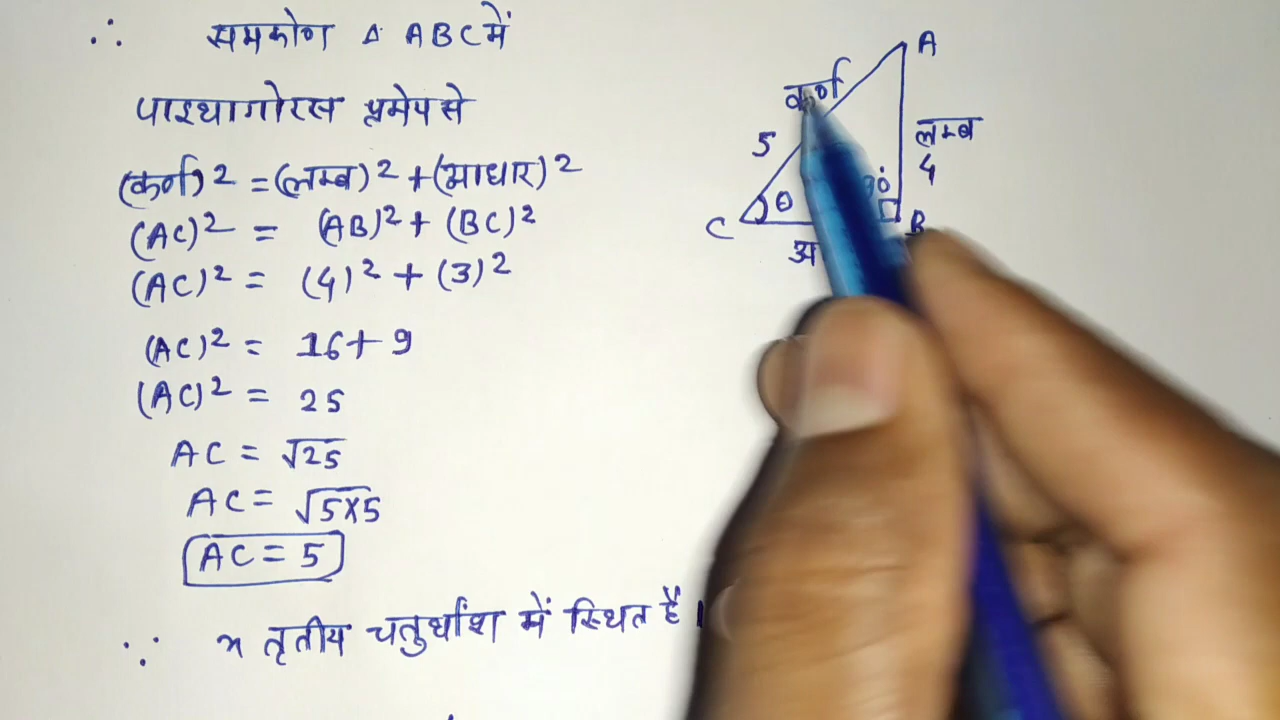 ∴ समकोण Δ ABC में
पाइथागोरस प्रमेय से
(कर्ण)² = (लम्ब)² + (आधार)²
(AC)² = (AB)² + (BC)²
(AC)² = (4)² + (3)²
(AC)² = 16 + 9
(AC)² = 25
AC = √25
AC = √5×5
AC = 5
∵ x तृतीय चतुर्थांश में स्थित है।
A
कर्ण
लम्ब
5
4
θ
C
B